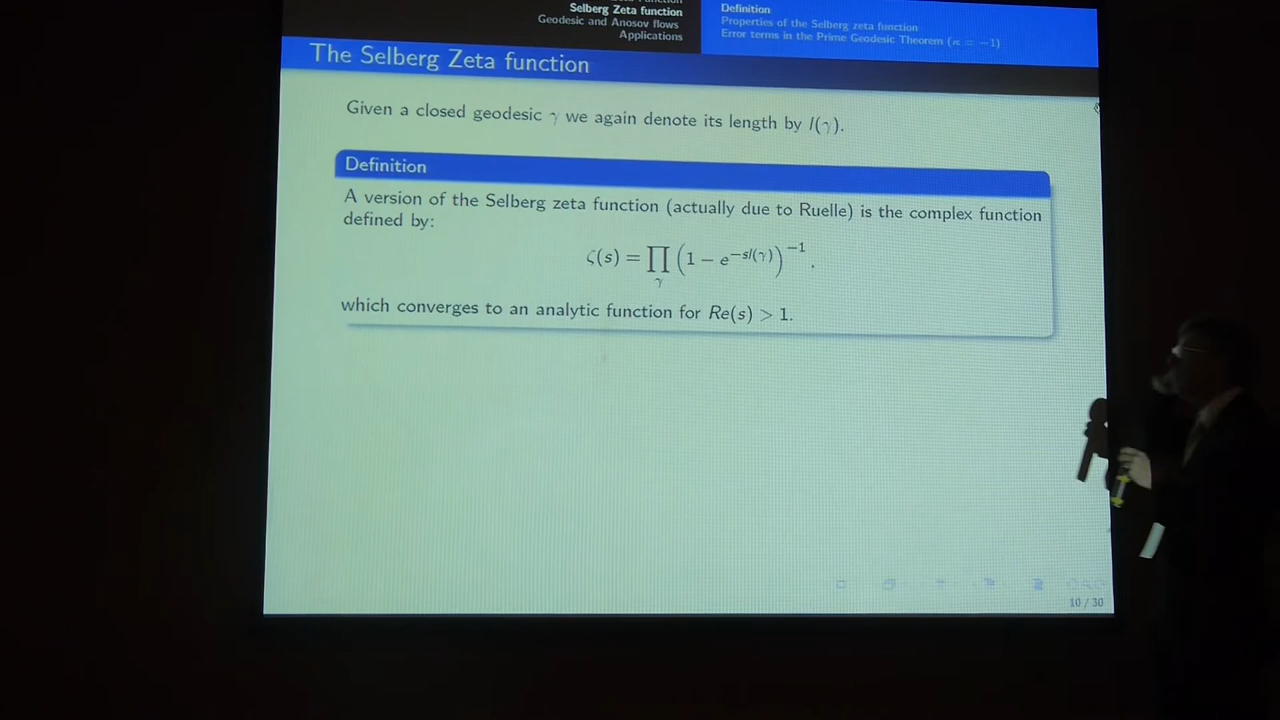 Selberg Zeta function
Geodesic and Anosov flows
Applications
Definition
Properties of the Selberg zeta function
Error terms in the Prime Geodesic Theorem (κ = −1)
The Selberg Zeta function
Given a closed geodesic γ we again denote its length by l(γ).
Definition
A version of the Selberg zeta function (actually due to Ruelle) is the complex function
defined by:
ζ(s) = ∏_γ (1 − e^{−sl(γ)})^{−1}.
which converges to an analytic function for Re(s) > 1.
10 / 30